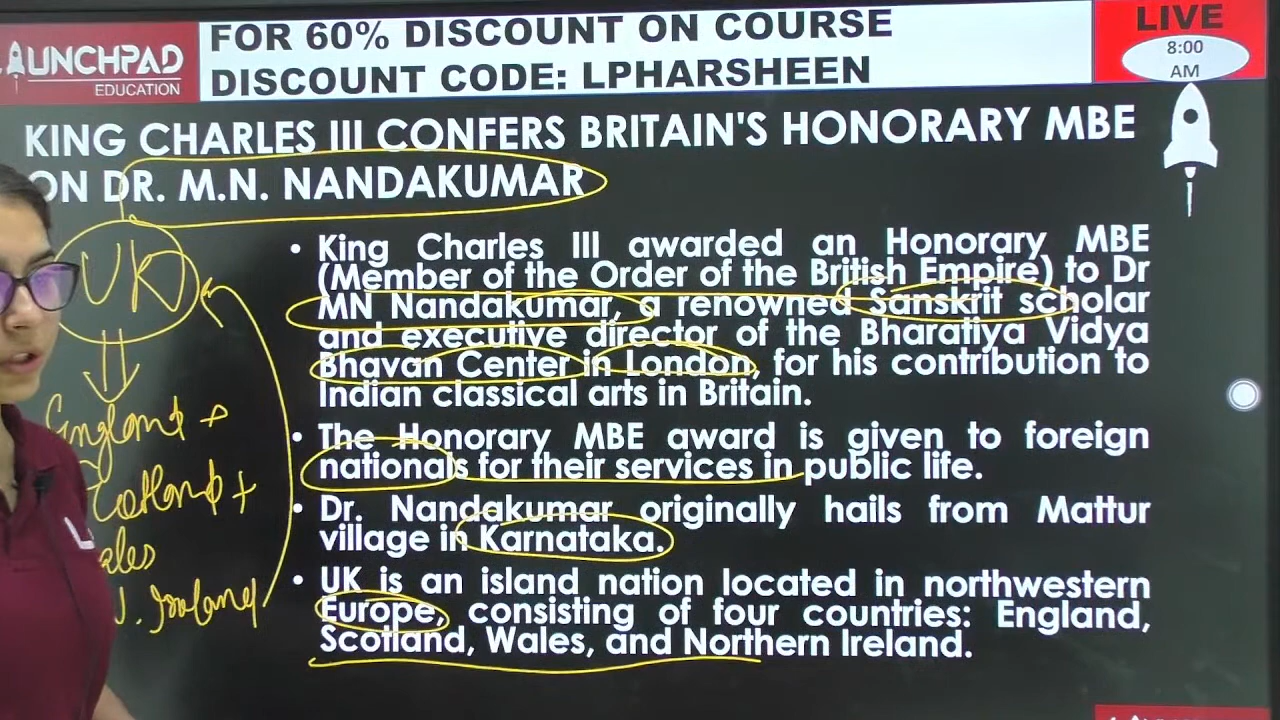 LAUNCHPAD
EDUCATION
FOR 60% DISCOUNT ON COURSE
DISCOUNT CODE: LPHARSHEEN
LIVE
8:00
AM
KING CHARLES III CONFERS BRITAIN'S HONORARY MBE
ON DR. M.N. NANDAKUMAR
• King Charles III awarded an Honorary MBE
(Member of the Order of the British Empire) to Dr
MN Nandakumar, a renowned Sanskrit scholar
and executive director of the Bharatiya Vidya
Bhavan Center in London, for his contribution to
Indian classical arts in Britain.
• The Honorary MBE award is given to foreign
nationals for their services in public life.
• Dr. Nandakumar originally hails from Mattur
village in Karnataka.
• UK is an island nation located in northwestern
Europe, consisting of four countries: England,
Scotland, Wales, and Northern Ireland.
UK
England +
cotland +
ales
. Ireland